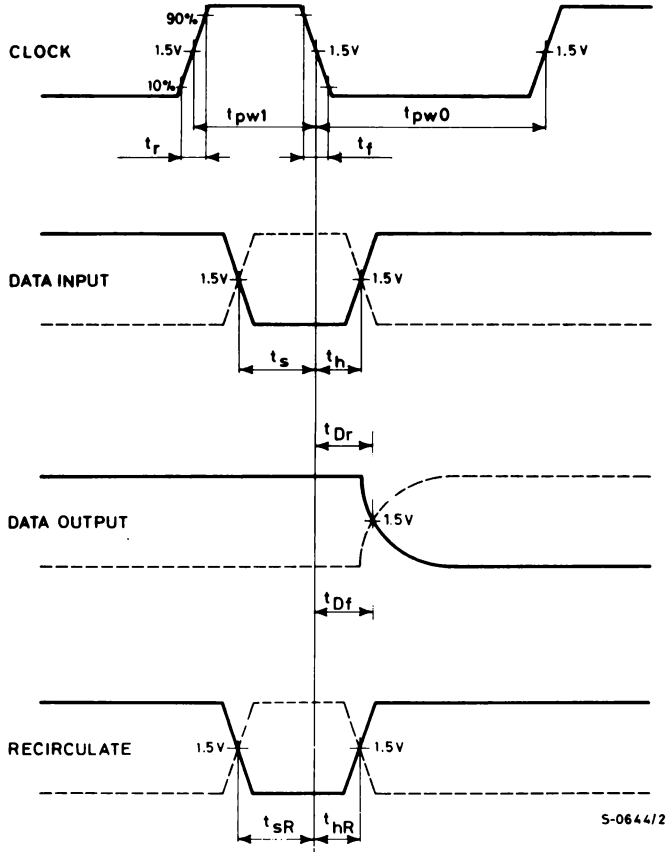 90%
CLOCK
1.5V
1.5V
1.5V
10%
tpw1
tpw0
tr
tf
DATA INPUT
1.5V
1.5V
ts
th
tDr
DATA OUTPUT
1.5V
tDf
RECIRCULATE
1.5V
1.5V
tsR
thR
S-0644/2